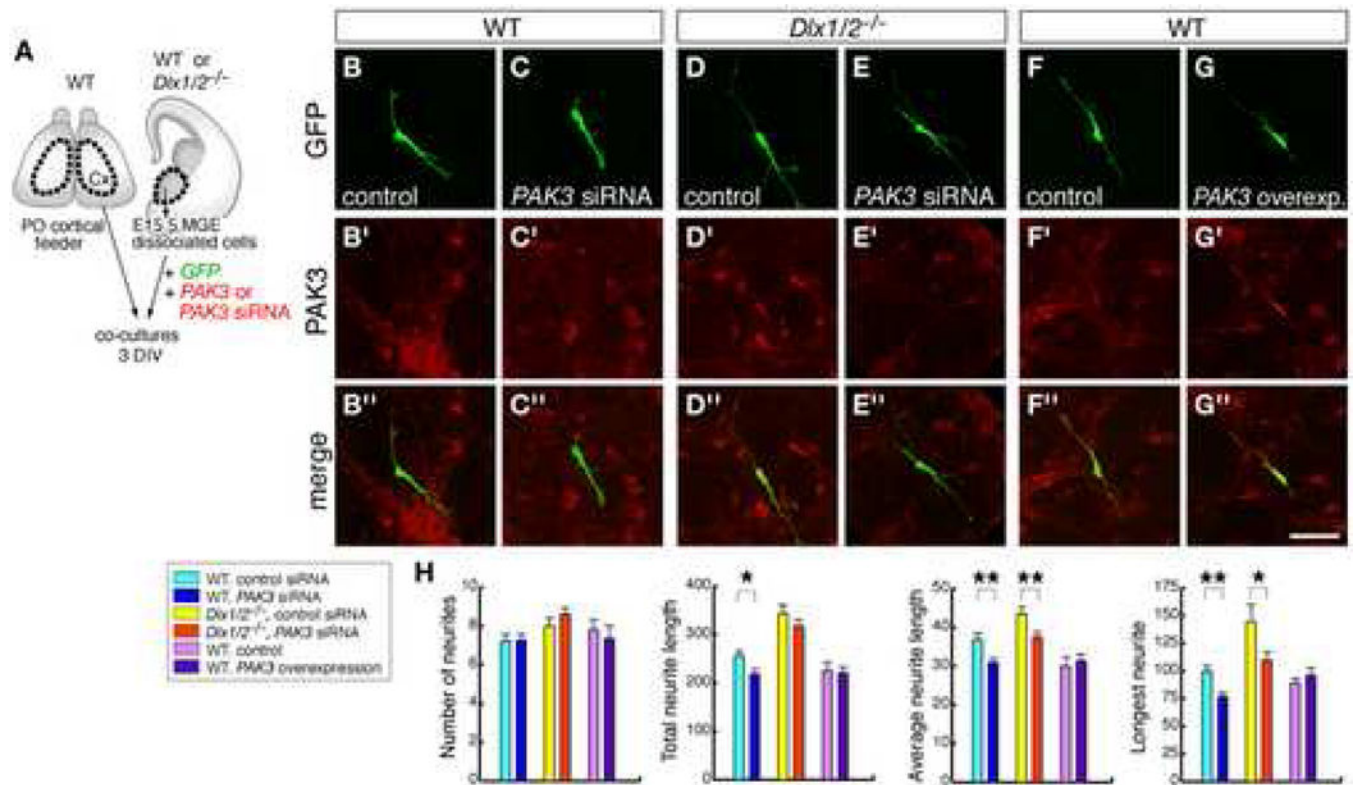 WT
Dlx1/2-/-
WT
A
WT
WT or
Dlx1/2-/-
Cx
PO cortical
feeder
E15.5 MGE
dissociated cells
+ GFP
+ PAK3 or
PAK3 siRNA
co-cultures
3 DIV
GFP
B
control
C
PAK3 siRNA
D
control
E
PAK3 siRNA
F
control
G
PAK3 overexp.
PAK3
B'
C'
D'
E'
F'
G'
merge
B''
C''
D''
E''
F''
G''
WT. control siRNA
WT. PAK3 siRNA
Dlx1/2-/-, control siRNA
Dlx1/2-/-, PAK3 siRNA
WT. control
WT. PAK3 overexpression
H
Number of neurites
10
8
6
4
2
0
Total neurite length
400
300
200
100
0
★
Average neurite length
50
40
30
20
10
0
★★
★★
Longest neurite
175
150
125
100
75
50
25
0
★★
★